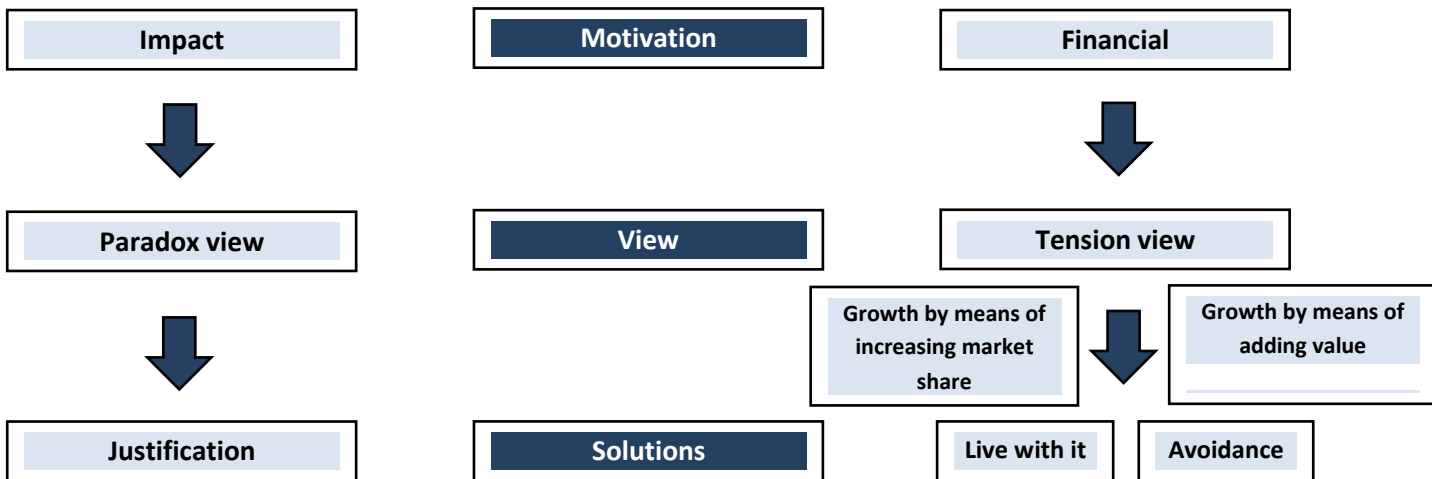 Impact
Motivation
Financial
Paradox view
View
Tension view
Growth by means of
increasing market
share
Growth by means of
adding value
Justification
Solutions
Live with it
Avoidance